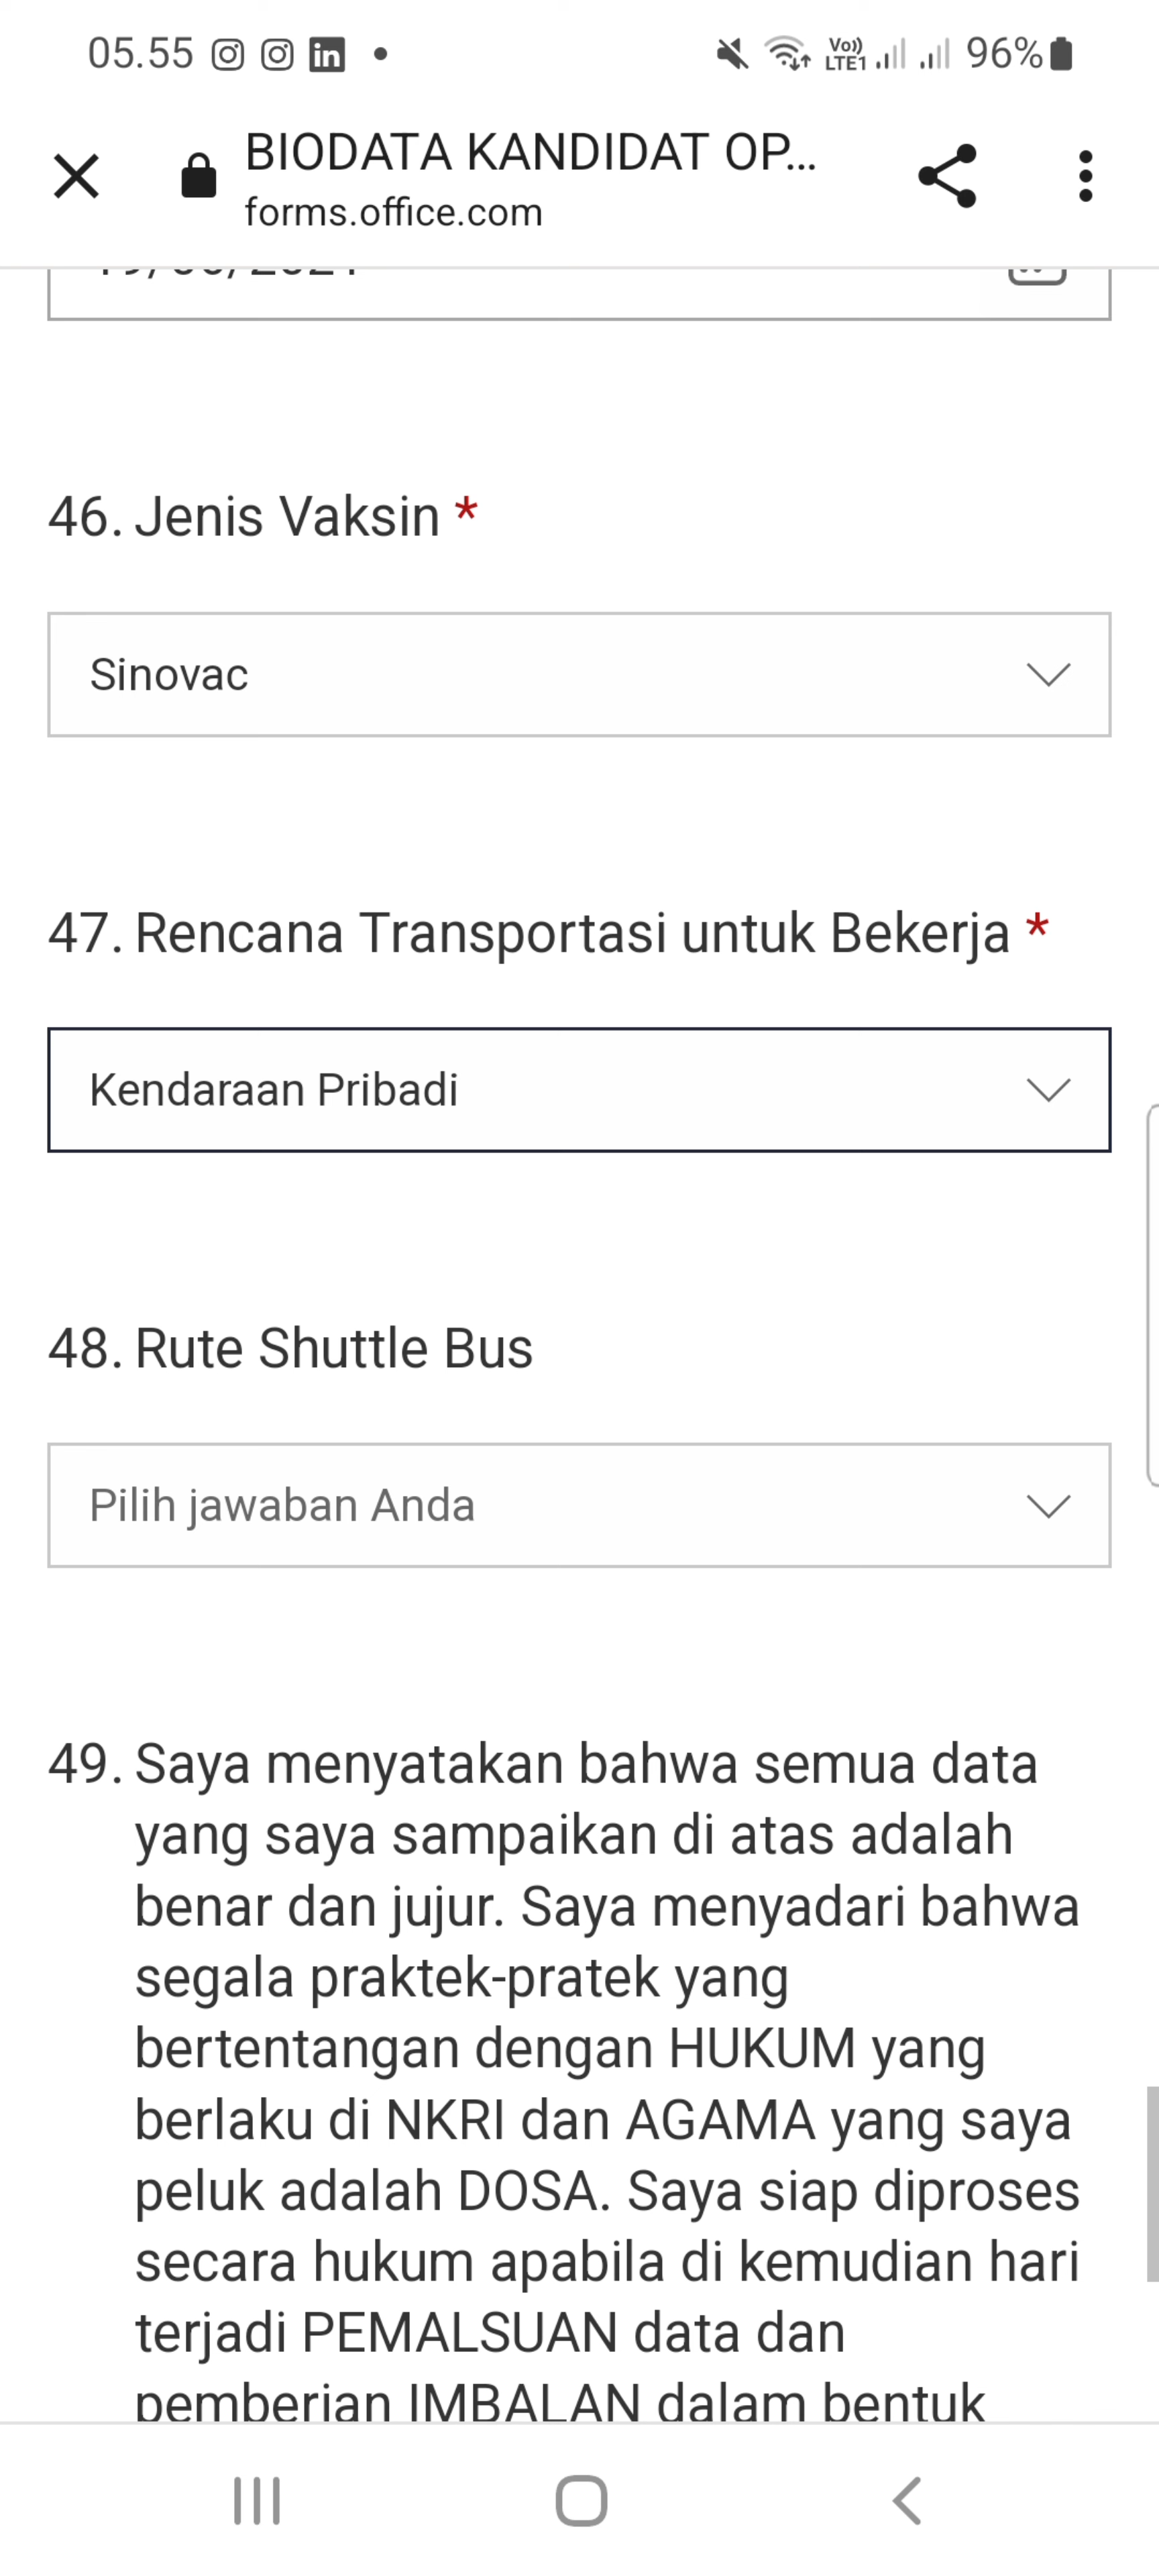 05.55
Vo))
LTE1
96%
BIODATA KANDIDAT OP...
forms.office.com
46. Jenis Vaksin *
Sinovac
47. Rencana Transportasi untuk Bekerja *
Kendaraan Pribadi
48. Rute Shuttle Bus
Pilih jawaban Anda
49. Saya menyatakan bahwa semua data
yang saya sampaikan di atas adalah
benar dan jujur. Saya menyadari bahwa
segala praktek-pratek yang
bertentangan dengan HUKUM yang
berlaku di NKRI dan AGAMA yang saya
peluk adalah DOSA. Saya siap diproses
secara hukum apabila di kemudian hari
terjadi PEMALSUAN data dan
pemberian IMBALAN dalam bentuk